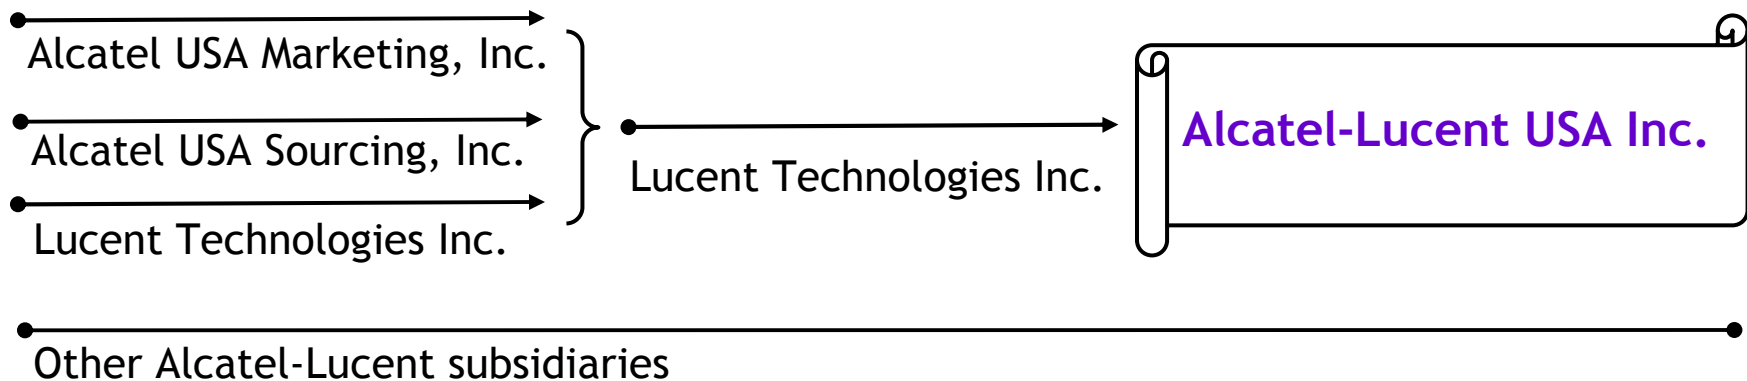 Alcatel USA Marketing, Inc.
Alcatel USA Sourcing, Inc.
Lucent Technologies Inc.
Lucent Technologies Inc.
Alcatel-Lucent USA Inc.
Other Alcatel-Lucent subsidiaries